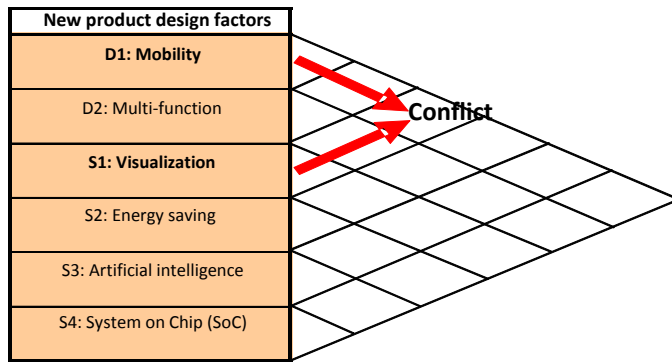 New product design factors
D1: Mobility
D2: Multi-function
Conflict
S1: Visualization
S2: Energy saving
S3: Artificial intelligence
S4: System on Chip (SoC)